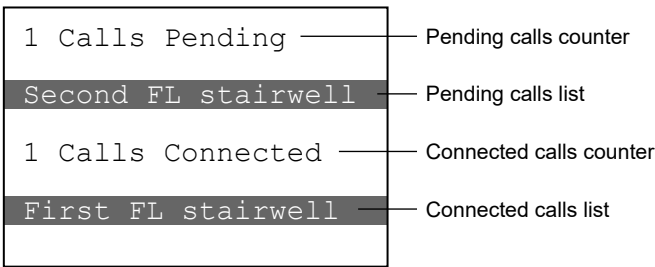 1 Calls Pending
Pending calls counter
Second FL stairwell
Pending calls list
1 Calls Connected
Connected calls counter
First FL stairwell
Connected calls list